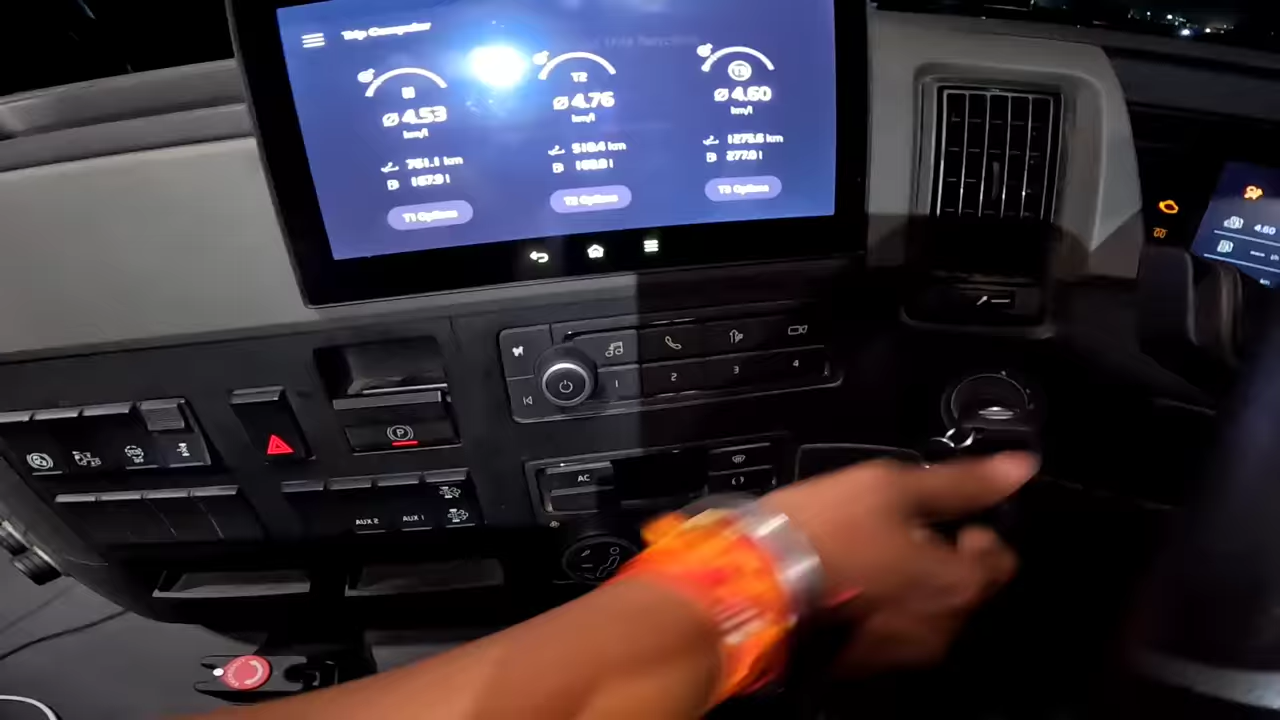 Trip Computer
4.53
km/l
761.1 km
167.9 l
T1 Options
T2
4.76
km/l
518.4 km
T2 Options
4.60
km/l
1275.6 km
277.0 l
T3 Options
4.60
1
2
3
4
P
AC
AUX 2
AUX 1